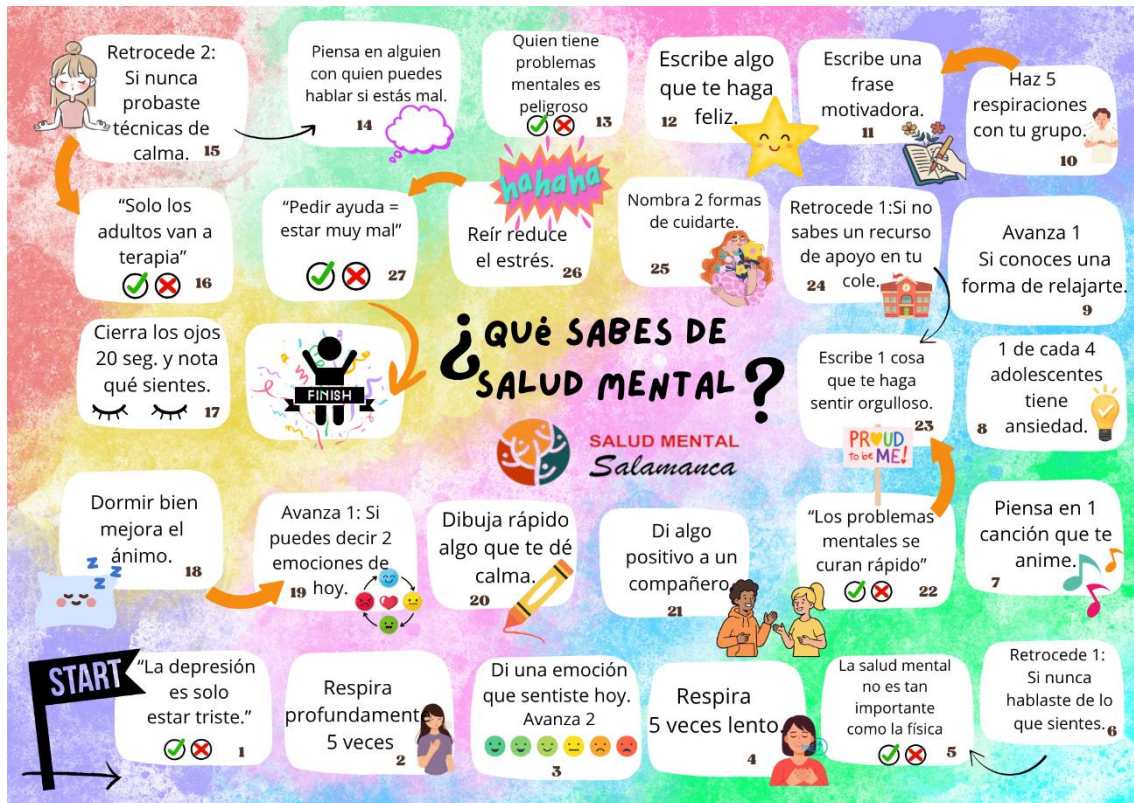 ¿QUÉ SABES DE
SALUD MENTAL?
SALUD MENTAL
Salamanca
START
“La depresión
es solo
estar triste.”
1
Respira
profundament
5 veces
2
Di una emoción
que sentiste hoy.
Avanza 2
3
Respira
5 veces lento.
4
La salud mental
no es tan
importante
como la física
5
Retrocede 1:
Si nunca
hablaste de lo
que sientes.
6
Piensa en 1
canción que te
anime.
7
1 de cada 4
adolescentes
tiene
ansiedad.
8
Avanza 1
Si conoces una
forma de relajarte.
9
Haz 5
respiraciones
con tu grupo.
10
Escribe una
frase
motivadora.
11
Escribe algo
que te haga
feliz.
12
Quien tiene
problemas
mentales es
peligroso
13
Piensa en alguien
con quien puedes
hablar si estás mal.
14
Retrocede 2:
Si nunca
probaste
técnicas de
calma.
15
“Solo los
adultos van a
terapia”
16
Cierra los ojos
20 seg. y nota
qué sientes.
17
Dormir bien
mejora el
ánimo.
z z z
18
Avanza 1: Si
puedes decir 2
emociones de
hoy.
19
Dibuja rápido
algo que te dé
calma.
20
Di algo
positivo a un
compañero.
21
“Los problemas
mentales se
curan rápido”
22
Escribe 1 cosa
que te haga
sentir orgulloso.
23
PROUD
to be ME!
Retrocede 1:Si no
sabes un recurso
de apoyo en tu
cole.
24
Nombra 2 formas
de cuidarte.
25
hahaha
Reír reduce
el estrés.
26
“Pedir ayuda =
estar muy mal”
27
FINISH